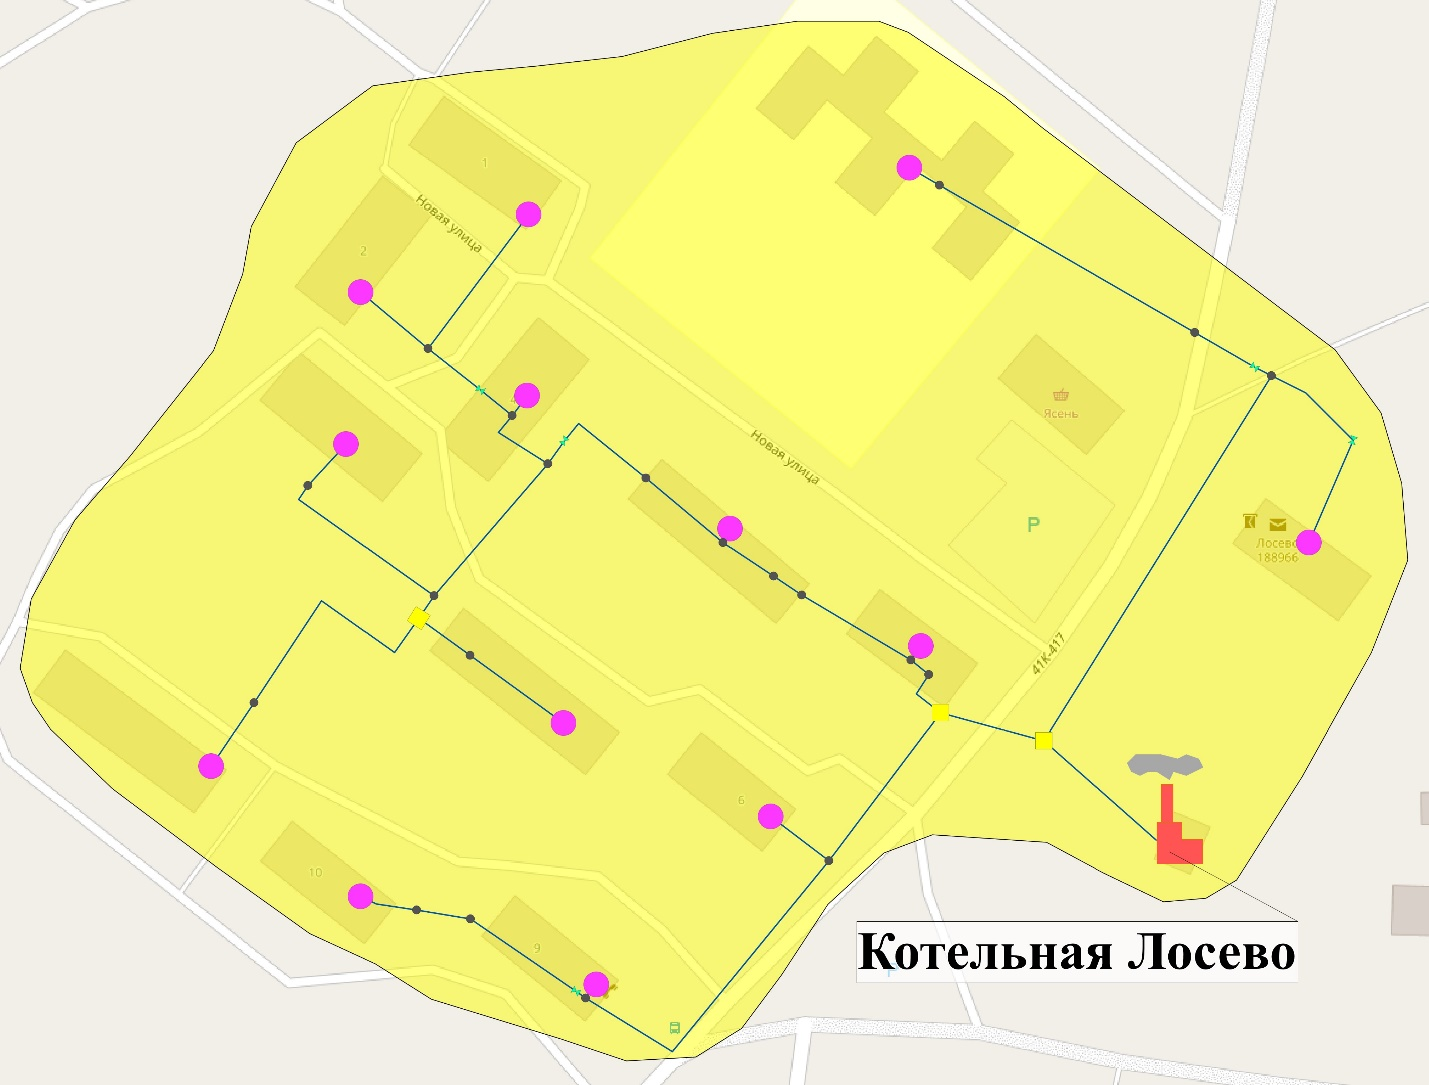 1
Новая улица
2
Ясень
Новая улица
P
Лосево
188966
41К-417
6
10
9
Котельная Лосево